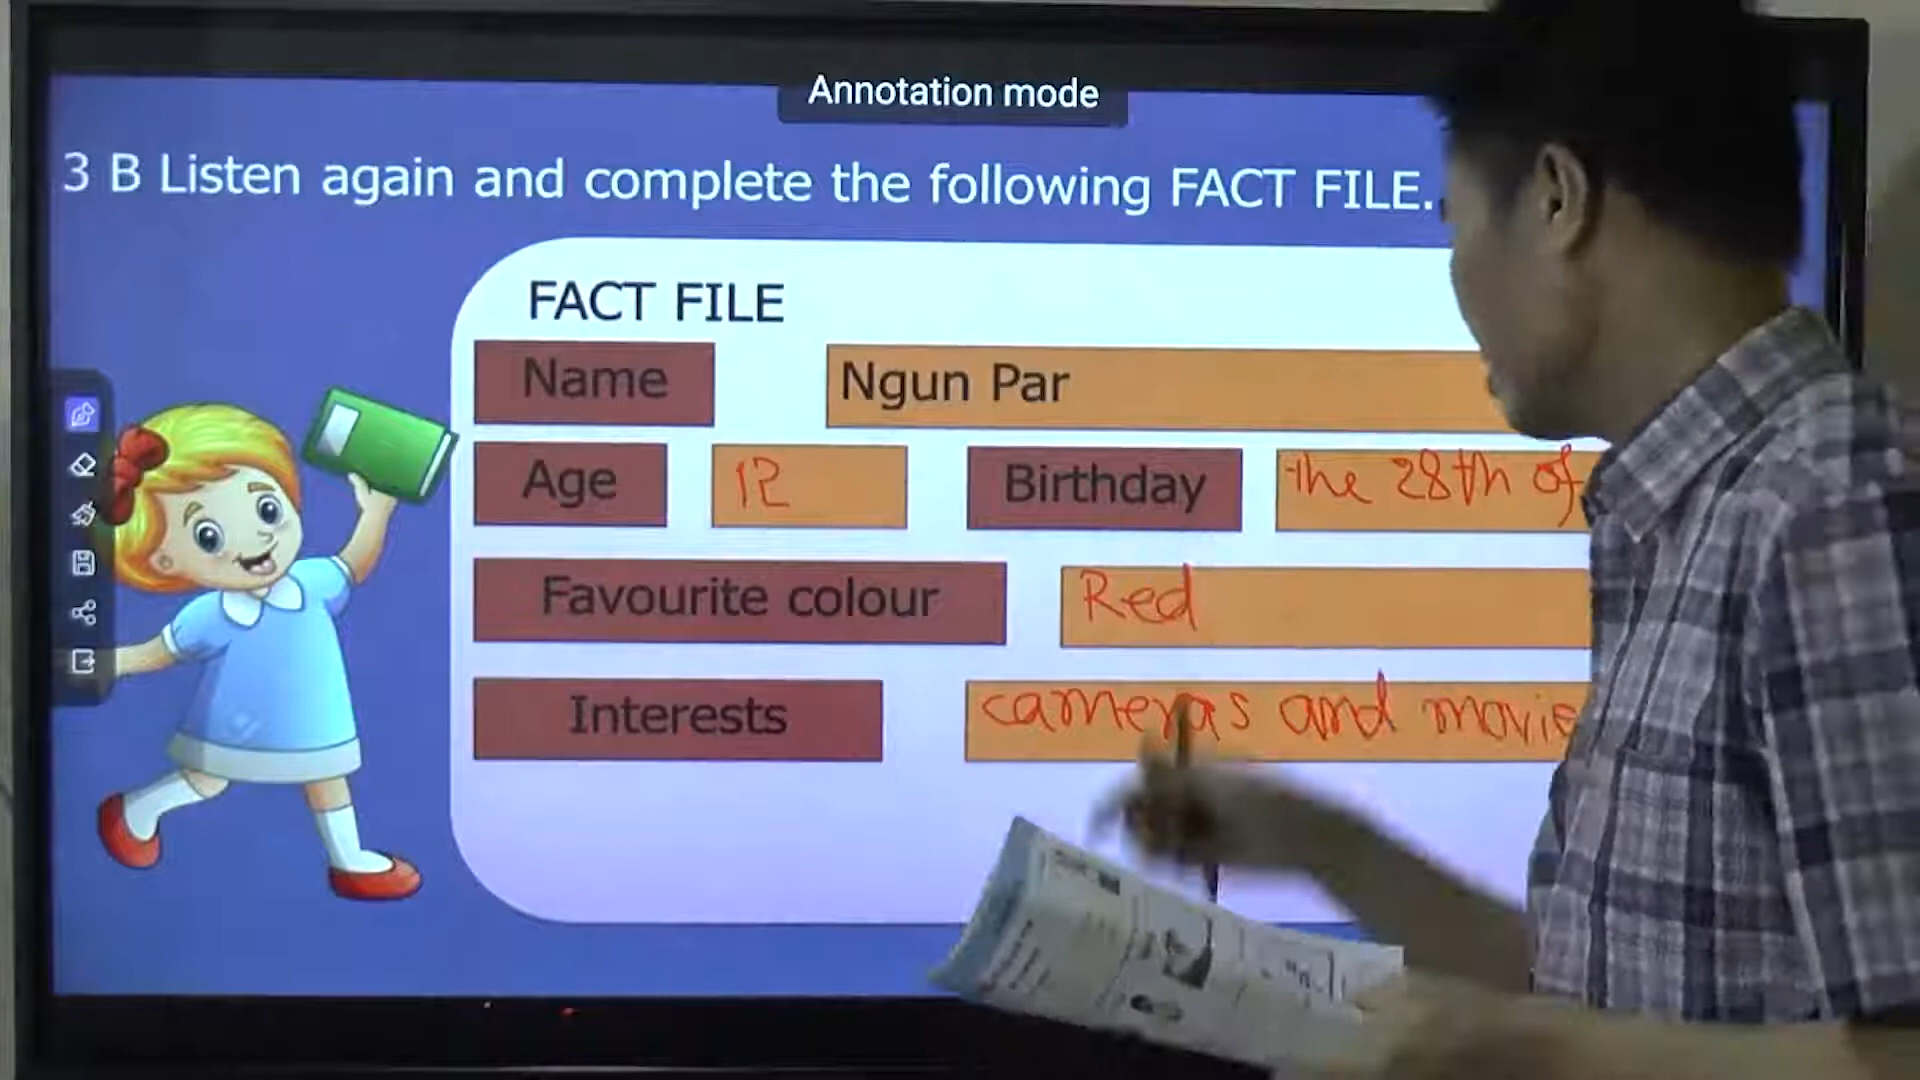 Annotation mode
3 B Listen again and complete the following FACT FILE.
FACT FILE
Name Ngun Par
Age 12 Birthday the 28th of
Favourite colour Red
Interests cameras and movie